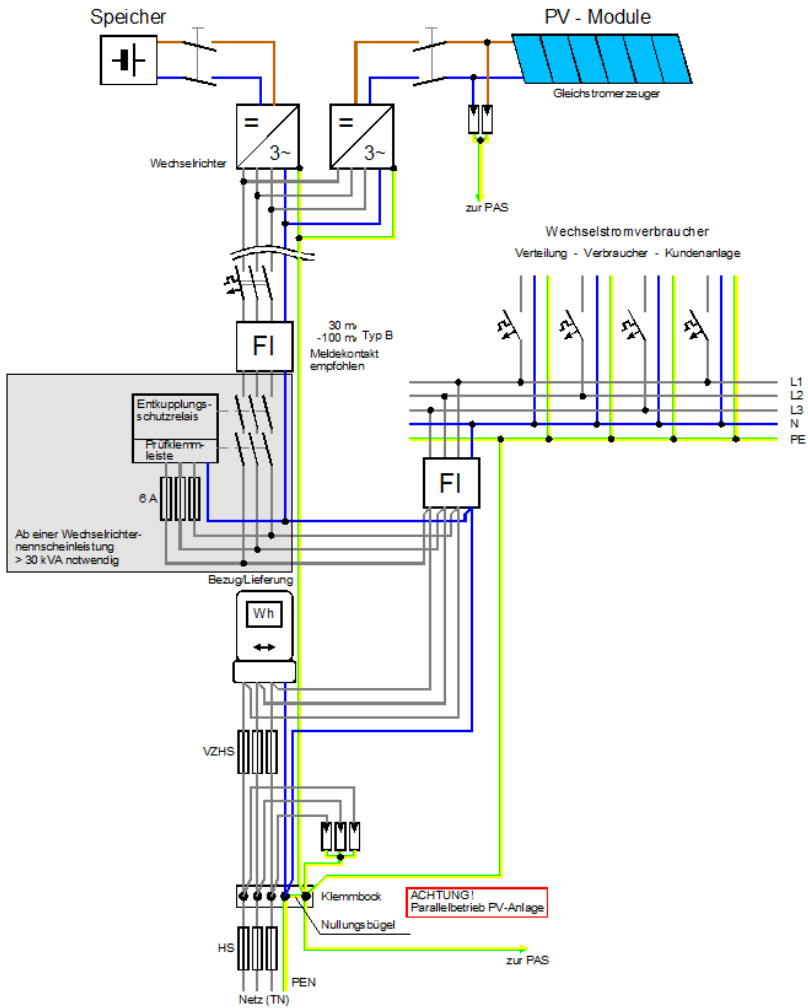 Speicher
PV - Module
Gleichstromerzeuger
=
3~
=
3~
Wechselrichter
zur PAS
Wechselstromverbraucher
Verteilung - Verbraucher - Kundenanlage
30 m
-100 m Typ B
Meldekontakt
empfohlen
FI
L1
L2
L3
N
PE
Entkupplungs-
schutzrelais
Prüfklemm-
leiste
FI
6 A
Ab einer Wechselrichter-
nennscheinleistung
> 30 kVA notwendig
Bezug/Lieferung
Wh
VZHS
Klemmbock
ACHTUNG!
Parallelbetrieb PV-Anlage
Nullungsbügel
HS
zur PAS
PEN
Netz (TN)